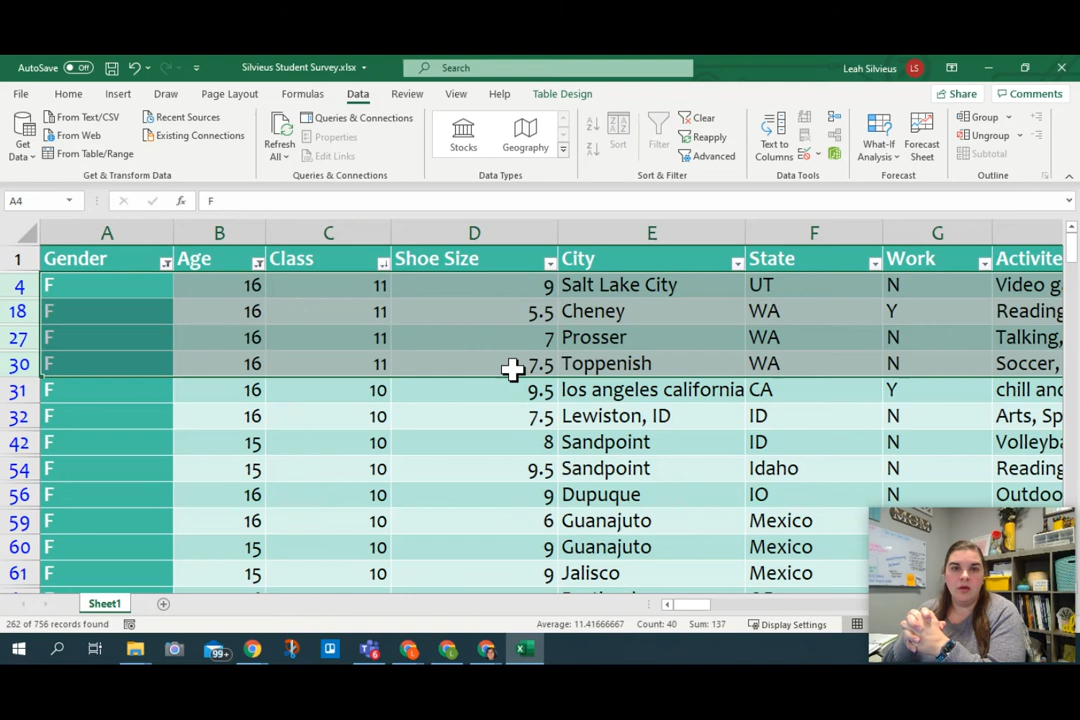 AutoSave Off Silvieus Student Survey.xlsx Search Leah Silvieus LS
File Home Insert Draw Page Layout Formulas Data Review View Help Table Design Share Comments
Get Data
From Text/CSV
From Web
From Table/Range
Recent Sources
Existing Connections
Get & Transform Data
Refresh All
Queries & Connections
Properties
Edit Links
Queries & Connections
Stocks
Geography
Data Types
Sort
Filter
Clear
Reapply
Advanced
Sort & Filter
Text to Columns
Data Tools
What-If Analysis
Forecast Sheet
Forecast
Group
Ungroup
Subtotal
Outline
A4 fx F
A B C D E F G
1 Gender Age Class Shoe Size City State Work Activite
4 F 16 11 9 Salt Lake City UT N Video g
18 F 16 11 5.5 Cheney WA Y Reading
27 F 16 11 7 Prosser WA N Talking,
30 F 16 11 7.5 Toppenish WA N Soccer,
31 F 16 10 9.5 los angeles california CA Y chill and
32 F 16 10 7.5 Lewiston, ID ID N Arts, Sp
42 F 15 10 8 Sandpoint ID N Volleyba
54 F 15 10 9.5 Sandpoint Idaho N Reading
56 F 15 10 9 Dupuque IO N Outdoo
59 F 16 10 6 Guanajuto Mexico
60 F 15 10 9 Guanajuto Mexico
61 F 15 10 9 Jalisco Mexico
MOM
Sheet1
262 of 756 records found Average: 11.41666667 Count: 40 Sum: 137 Display Settings
99+
6